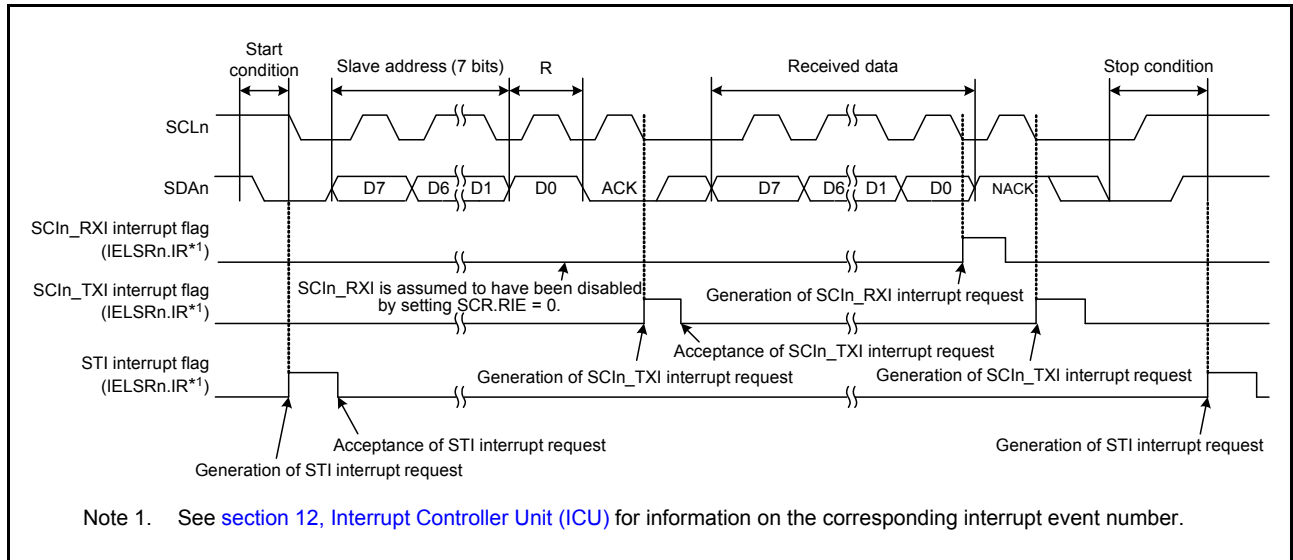 Start
condition
Slave address (7 bits)
R
Received data
Stop condition
SCLn
SDAn
D7
D6
D1
D0
ACK
D7
D6
D1
D0
NACK
SCIn_RXI interrupt flag
(IELSRn.IR*1)
SCIn_RXI is assumed to have been disabled
by setting SCR.RIE = 0.
Generation of SCIn_RXI interrupt request
SCIn_TXI interrupt flag
(IELSRn.IR*1)
Acceptance of SCIn_TXI interrupt request
Generation of SCIn_TXI interrupt request
Generation of SCIn_TXI interrupt request
STI interrupt flag
(IELSRn.IR*1)
Acceptance of STI interrupt request
Generation of STI interrupt request
Generation of STI interrupt request
Note 1. See section 12, Interrupt Controller Unit (ICU) for information on the corresponding interrupt event number.